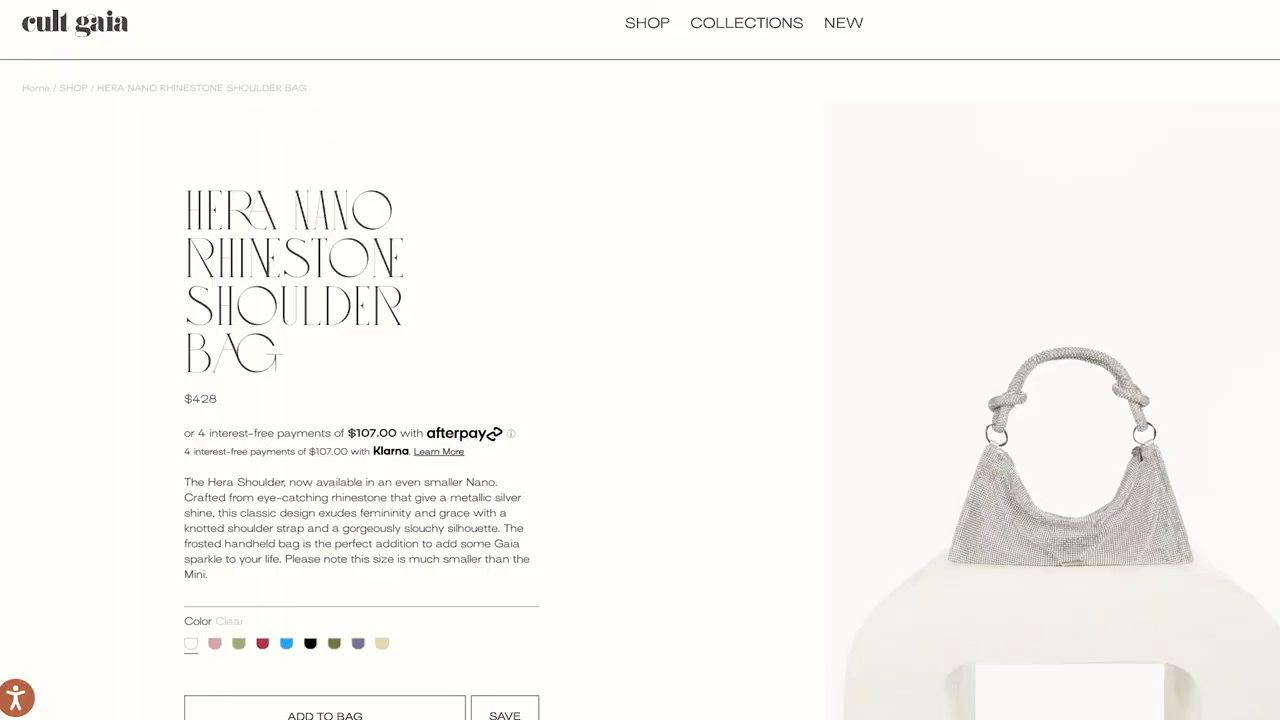 cult gaia
SHOP COLLECTIONS NEW
Home / SHOP / HERA NANO RHINESTONE SHOULDER BAG
HERA NANO
RHINESTONE
SHOULDER
BAG
$428
or 4 interest-free payments of $107.00 with afterpay
4 interest-free payments of $107.00 with Klarna. Learn More
The Hera Shoulder, now available in an even smaller Nano.
Crafted from eye-catching rhinestone that give a metallic silver
shine, this classic design exudes femininity and grace with a
knotted shoulder strap and a gorgeously slouchy silhouette. The
frosted handheld bag is the perfect addition to add some Gaia
sparkle to your life. Please note this size is much smaller than the
Mini.
Color Clear
ADD TO BAG SAVE